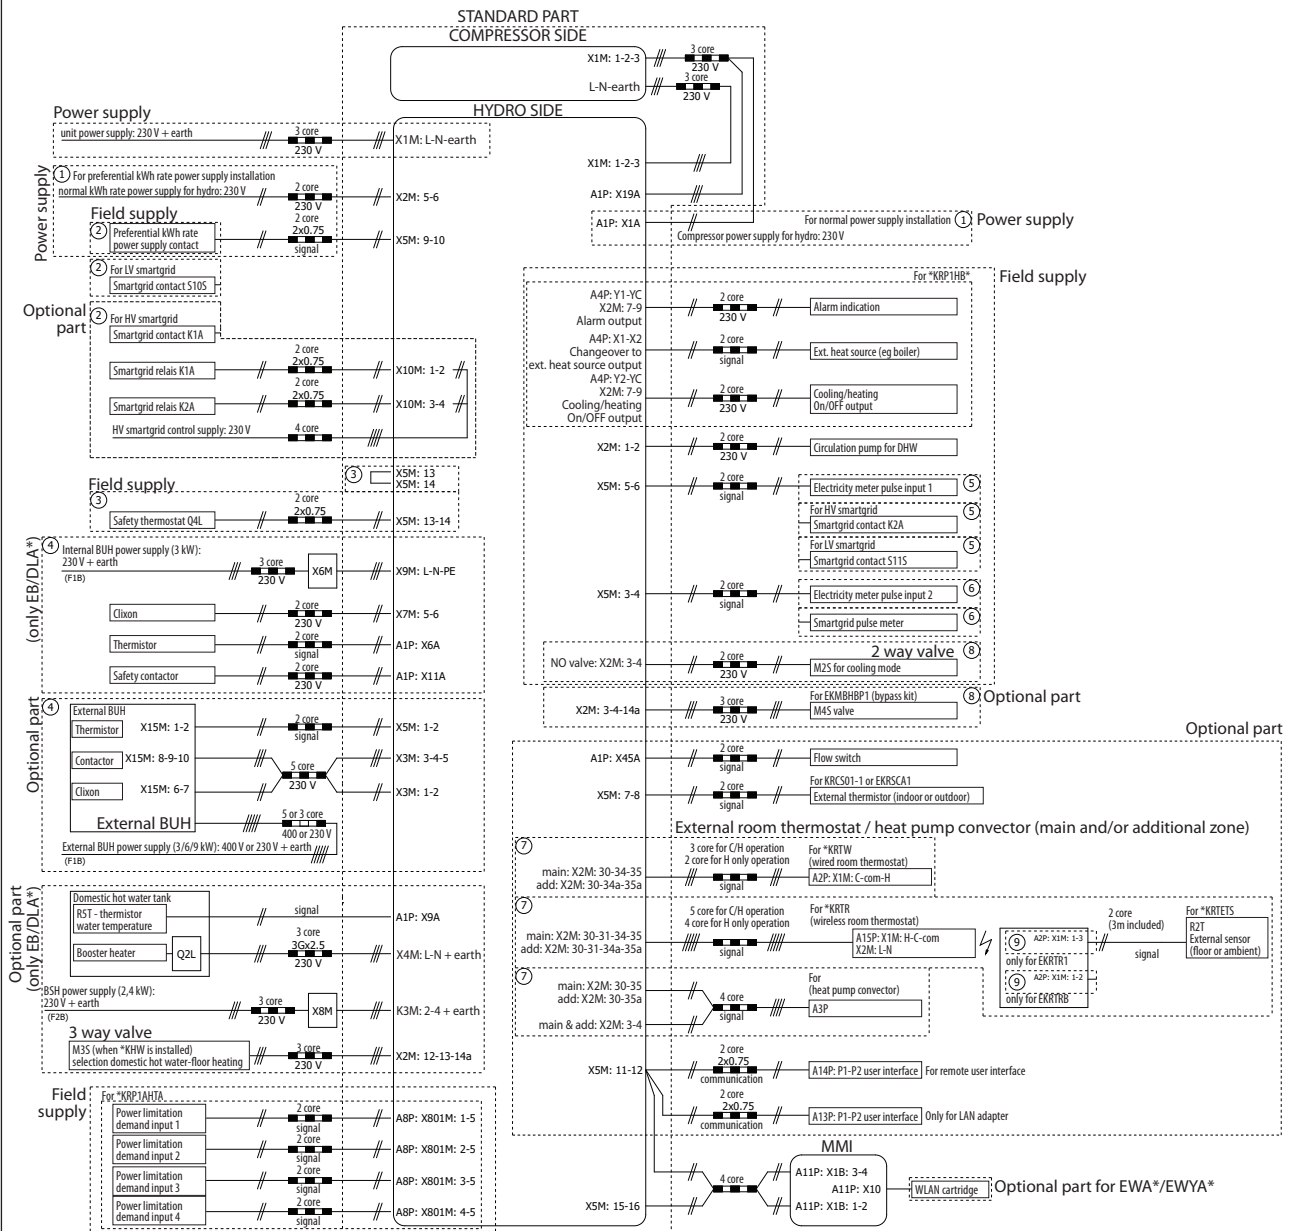 STANDARD PART
COMPRESSOR SIDE
X1M: 1-2-3
3 core
230 V
L-N-earth
3 core
230 V
HYDRO SIDE
Power supply
unit power supply: 230 V + earth
3 core
230 V
X1M: L-N-earth
X1M: 1-2-3
A1P: X19A
Power supply
1 For preferential kWh rate power supply installation
normal kWh rate power supply for hydro: 230 V
2 core
230 V
X2M: 5-6
Field supply
2 Preferential kWh rate
power supply contact
2 core
2x0.75
signal
X5M: 9-10
A1P: X1A
For normal power supply installation 1 Power supply
Compressor power supply for hydro: 230 V
2 For LV smartgrid
Smartgrid contact S10S
Optional
part
2 For HV smartgrid
Smartgrid contact K1A
Smartgrid relais K1A
2 core
2x0.75
X10M: 1-2
Smartgrid relais K2A
2 core
2x0.75
X10M: 3-4
HV smartgrid control supply: 230 V
4 core
3 X5M: 13
X5M: 14
Field supply
3
Safety thermostat Q4L
2 core
2x0.75
X5M: 13-14
(only EB/DLA*)
4 Internal BUH power supply (3 kW):
230 V + earth
(F1B)
3 core
230 V
X6M
X9M: L-N-PE
Clixon
2 core
230 V
X7M: 5-6
Thermistor
2 core
signal
A1P: X6A
Safety contactor
2 core
230 V
A1P: X11A
Optional part
4 External BUH
Thermistor
X15M: 1-2
2 core
signal
X5M: 1-2
Contactor
X15M: 8-9-10
5 core
230 V
X3M: 3-4-5
Clixon
X15M: 6-7
X3M: 1-2
External BUH
5 or 3 core
400 or 230 V
External BUH power supply (3/6/9 kW): 400 V or 230 V + earth
(F1B)
Optional part
(only EB/DLA*)
Domestic hot water tank
R5T - thermistor
water temperature
signal
A1P: X9A
Booster heater
Q2L
3 core
3Gx2.5
230 V
X4M: L-N + earth
BSH power supply (2,4 kW):
230 V + earth
(F2B)
3 core
230 V
X8M
K3M: 2-4 + earth
3 way valve
M3S (when *KHW is installed)
selection domestic hot water-floor heating
3 core
230 V
X2M: 12-13-14a
Field
supply
For *KRP1AHTA
Power limitation
demand input 1
2 core
signal
A8P: X801M: 1-5
Power limitation
demand input 2
2 core
signal
A8P: X801M: 2-5
Power limitation
demand input 3
2 core
signal
A8P: X801M: 3-5
Power limitation
demand input 4
2 core
signal
A8P: X801M: 4-5
For *KRP1HB*
Field supply
A4P: Y1-YC
X2M: 7-9
Alarm output
2 core
230 V
Alarm indication
A4P: X1-X2
Changeover to
ext. heat source output
2 core
signal
Ext. heat source (eg boiler)
A4P: Y2-YC
X2M: 7-9
Cooling/heating
On/OFF output
2 core
230 V
Cooling/heating
On/OFF output
X2M: 1-2
2 core
230 V
Circulation pump for DHW
X5M: 5-6
2 core
signal
Electricity meter pulse input 1
5
For HV smartgrid
Smartgrid contact K2A
5
For LV smartgrid
Smartgrid contact S11S
5
X5M: 3-4
2 core
signal
Electricity meter pulse input 2
6
Smartgrid pulse meter
6
2 way valve 8
NO valve: X2M: 3-4
2 core
230 V
M2S for cooling mode
For EKMBHBP1 (bypass kit)
8 Optional part
X2M: 3-4-14a
3 core
230 V
M4S valve
Optional part
A1P: X45A
2 core
signal
Flow switch
For KRCS01-1 or EKRSCA1
X5M: 7-8
2 core
signal
External thermistor (indoor or outdoor)
External room thermostat / heat pump convector (main and/or additional zone)
7
3 core for C/H operation
2 core for H only operation
For *KRTW
(wired room thermostat)
main: X2M: 30-34-35
add: X2M: 30-34a-35a
signal
A2P: X1M: C-com-H
7
5 core for C/H operation
4 core for H only operation
For *KRTR
(wireless room thermostat)
main: X2M: 30-31-34-35
add: X2M: 30-31-34a-35a
signal
A15P: X1M: H-C-com
X2M: L-N
9 A2P: X1M: 1-3
only for EKRTR1
9 A2P: X1M: 1-2
only for EKRTRB
2 core
(3m included)
signal
For *KRTETS
R2T
External sensor
(floor or ambient)
7
main: X2M: 30-35
add: X2M: 30-35a
main & add: X2M: 3-4
4 core
signal
For
(heat pump convector)
A3P
X5M: 11-12
2 core
2x0.75
communication
A14P: P1-P2 user interface For remote user interface
2 core
2x0.75
communication
A13P: P1-P2 user interface Only for LAN adapter
MMI
4 core
A11P: X1B: 3-4
A11P: X10
A11P: X1B: 1-2
WLAN cartridge
Optional part for EWA*/EWYA*
X5M: 15-16